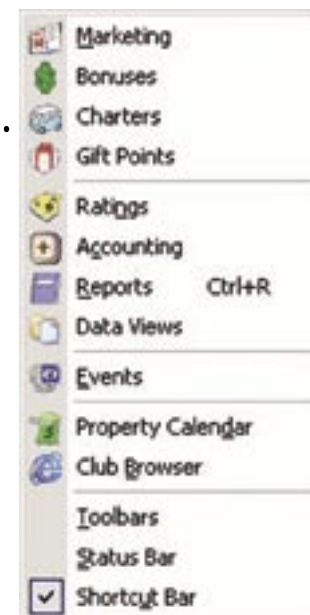 Marketing
Bonuses
Charters
Gift Points
Ratings
Accounting
Reports Ctrl+R
Data Views
Events
Property Calendar
Club Browser
Toolbars
Status Bar
Shortcut Bar